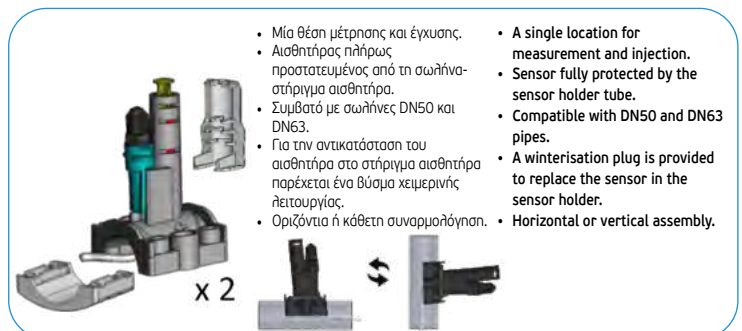 • Μία θέση μέτρησης και έγχυσης.
• Αισθητήρας πλήρως
προστατευμένος από τη σωλήνα-
στήριγμα αισθητήρα.
• Συμβατό με σωλήνες DN50 και
DN63.
• Για την αντικατάσταση του
αισθητήρα στο στήριγμα αισθητήρα
παρέχεται ένα βύσμα χειμερινής
λειτουργίας.
• Οριζόντια ή κάθετη συναρμολόγηση.
• A single location for
measurement and injection.
• Sensor fully protected by the
sensor holder tube.
• Compatible with DN50 and DN63
pipes.
• A winterisation plug is provided
to replace the sensor in the
sensor holder.
• Horizontal or vertical assembly.
x 2